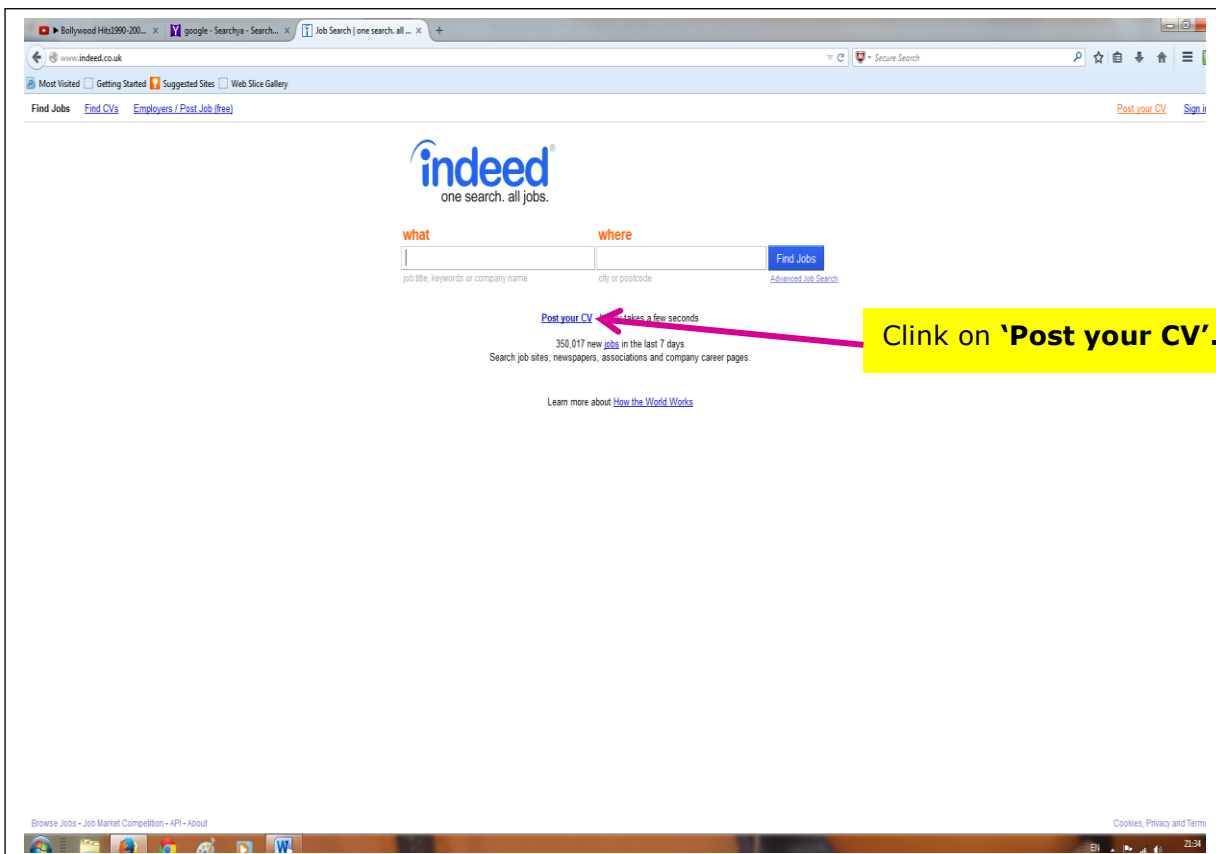 Bollywood Hits1990-200...
google - Searchya - Search...
Job Search | one search. all ...
www.indeed.co.uk
Secure Search
Most Visited Getting Started Suggested Sites Web Slice Gallery
Find Jobs Find CVs Employers / Post Job (free)
Post your CV
indeed®
one search. all jobs.
what where
Find Jobs
job title, keywords or company name city or postcode Advanced Job Search
Post your CV takes a few seconds
Clink on ‘Post your CV’.
350,017 new jobs in the last 7 days
Search job sites, newspapers, associations and company career pages.
Learn more about How the World Works
Browse Jobs - Job Market Competition - API - About
Cookies, Privacy and Terms
EN 21:34